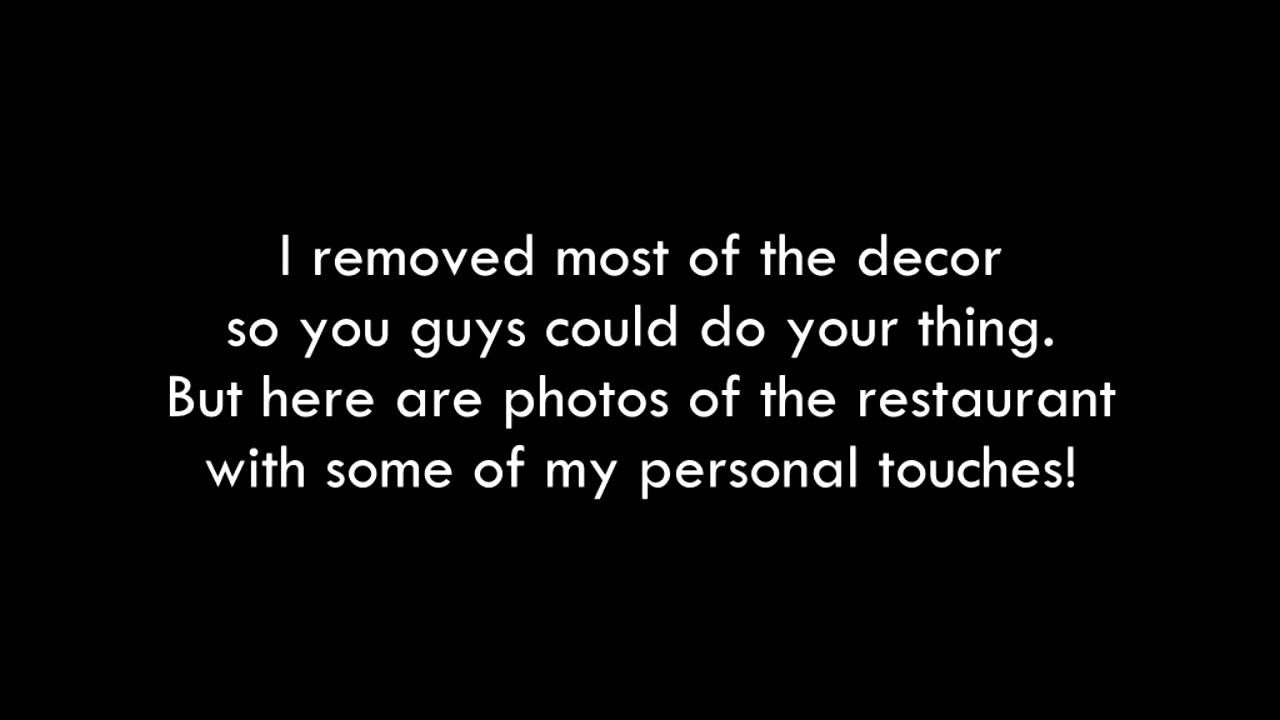 I removed most of the decor
so you guys could do your thing.
But here are photos of the restaurant
with some of my personal touches!